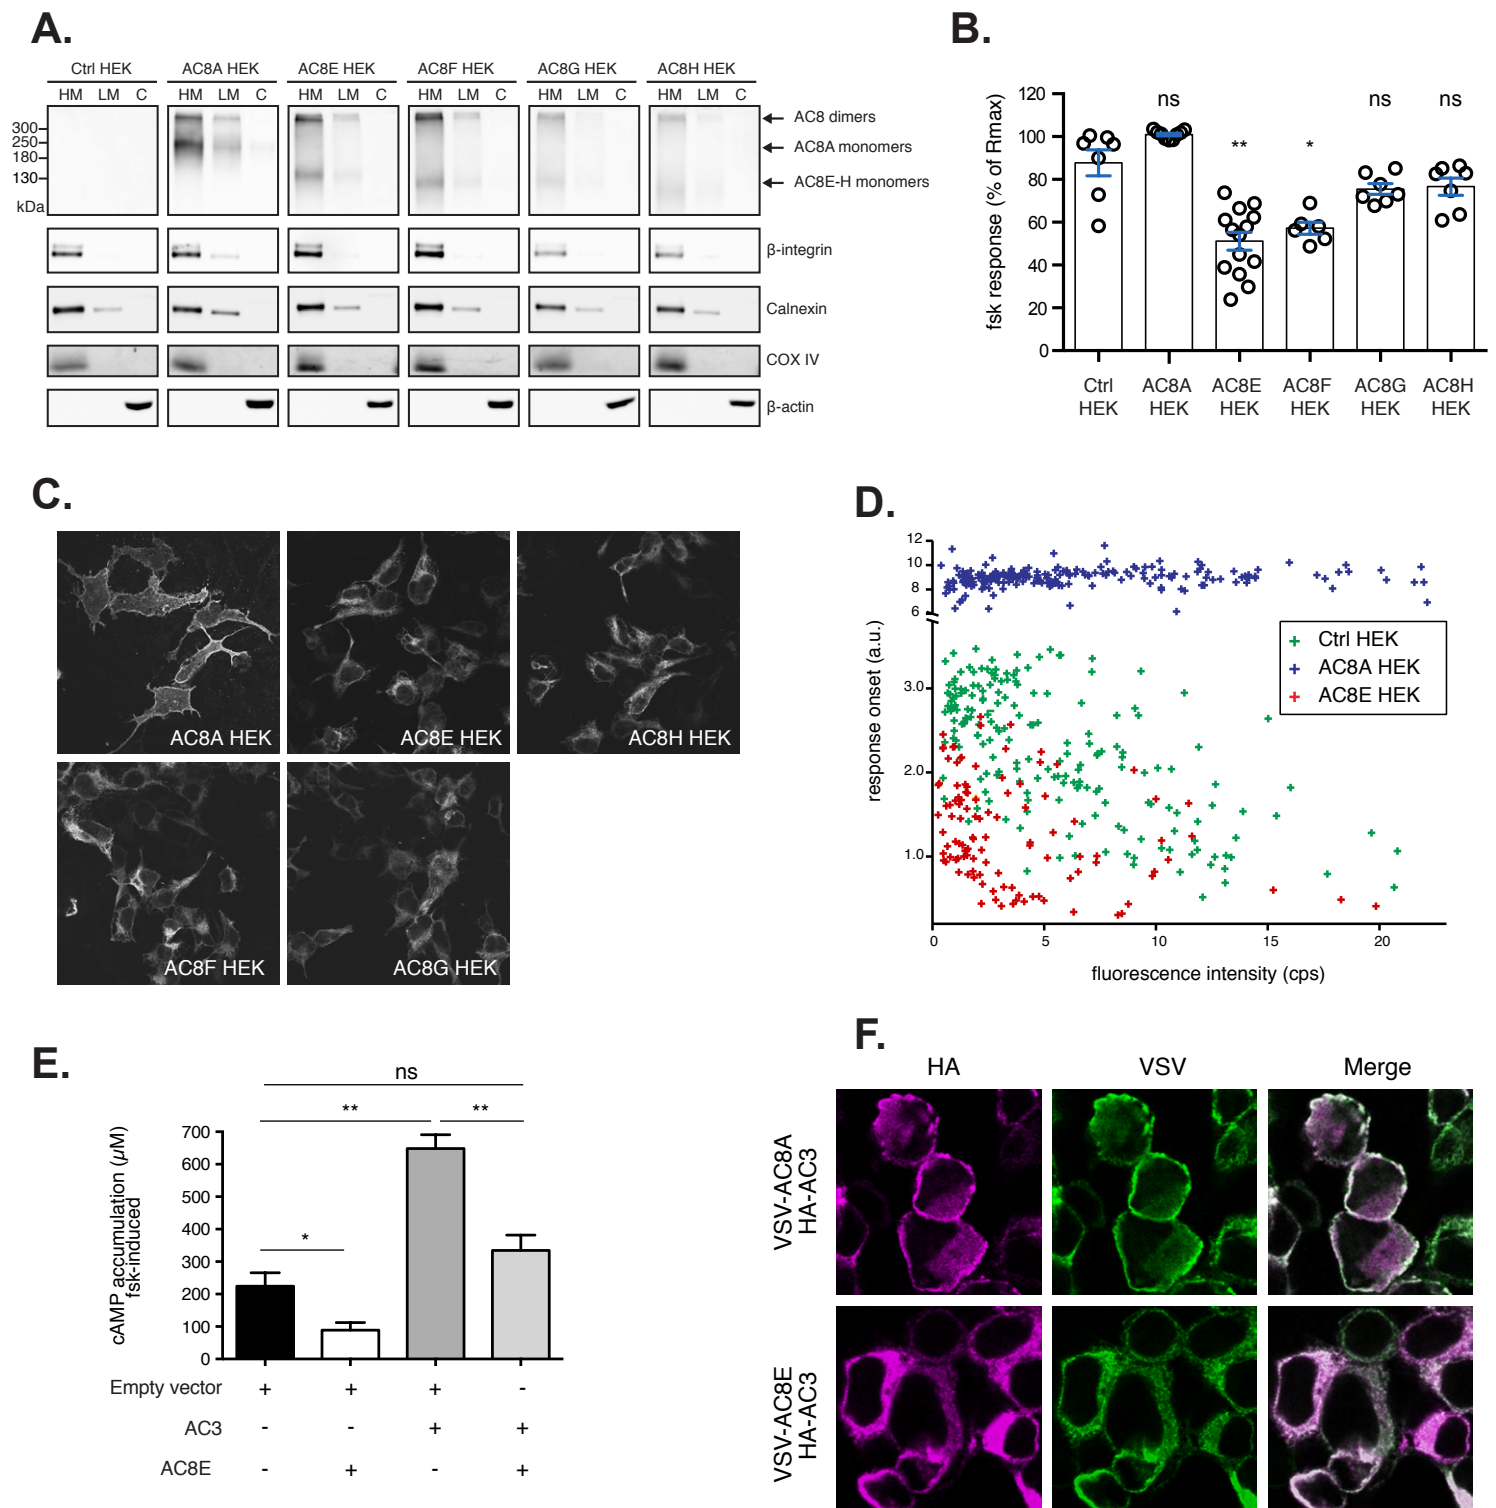 A.
Ctrl HEK AC8A HEK AC8E HEK AC8F HEK AC8G HEK AC8H HEK
HM LM C HM LM C HM LM C HM LM C HM LM C HM LM C
300
250
180
130
kDa
AC8 dimers
AC8A monomers
AC8E-H monomers
β-integrin
Calnexin
COX IV
β-actin
B.
fsk response (% of Rmax)
120
100
80
60
40
20
0
ns ** * ns ns
Ctrl AC8A AC8E AC8F AC8G AC8H
HEK HEK HEK HEK HEK HEK
C.
AC8A HEK
AC8E HEK
AC8H HEK
AC8F HEK
AC8G HEK
D.
response onset (a.u.)
12
10
8
6
3.0
2.0
1.0
0 5 10 15 20
fluorescence intensity (cps)
Ctrl HEK
AC8A HEK
AC8E HEK
E.
ns
** **
*
cAMP accumulation (µM)
fsk-induced
700
600
500
400
300
200
100
0
Empty vector + + + -
AC3 - - + +
AC8E - + - +
F.
HA VSV Merge
VSV-AC8A
HA-AC3
VSV-AC8E
HA-AC3